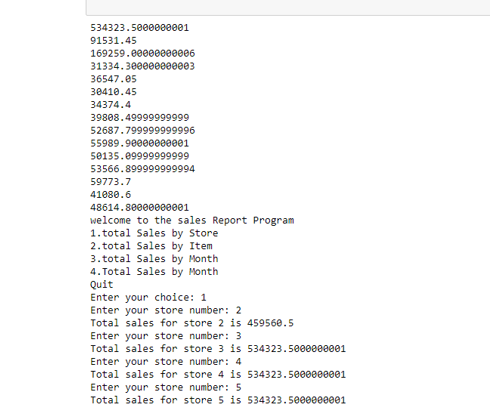 534323.5000000001
91531.45
169259.00000000006
31334.300000000003
36547.05
30410.45
34374.4
39808.49999999999
52687.799999999996
55989.90000000001
50135.09999999999
53566.899999999994
59773.7
41080.6
48614.80000000001
welcome to the sales Report Program
1.total Sales by Store
2.total Sales by Item
3.total Sales by Month
4.Total Sales by Month
Quit
Enter your choice: 1
Enter your store number: 2
Total sales for store 2 is 459560.5
Enter your store number: 3
Total sales for store 3 is 534323.5000000001
Enter your store number: 4
Total sales for store 4 is 534323.5000000001
Enter your store number: 5
Total sales for store 5 is 534323.5000000001